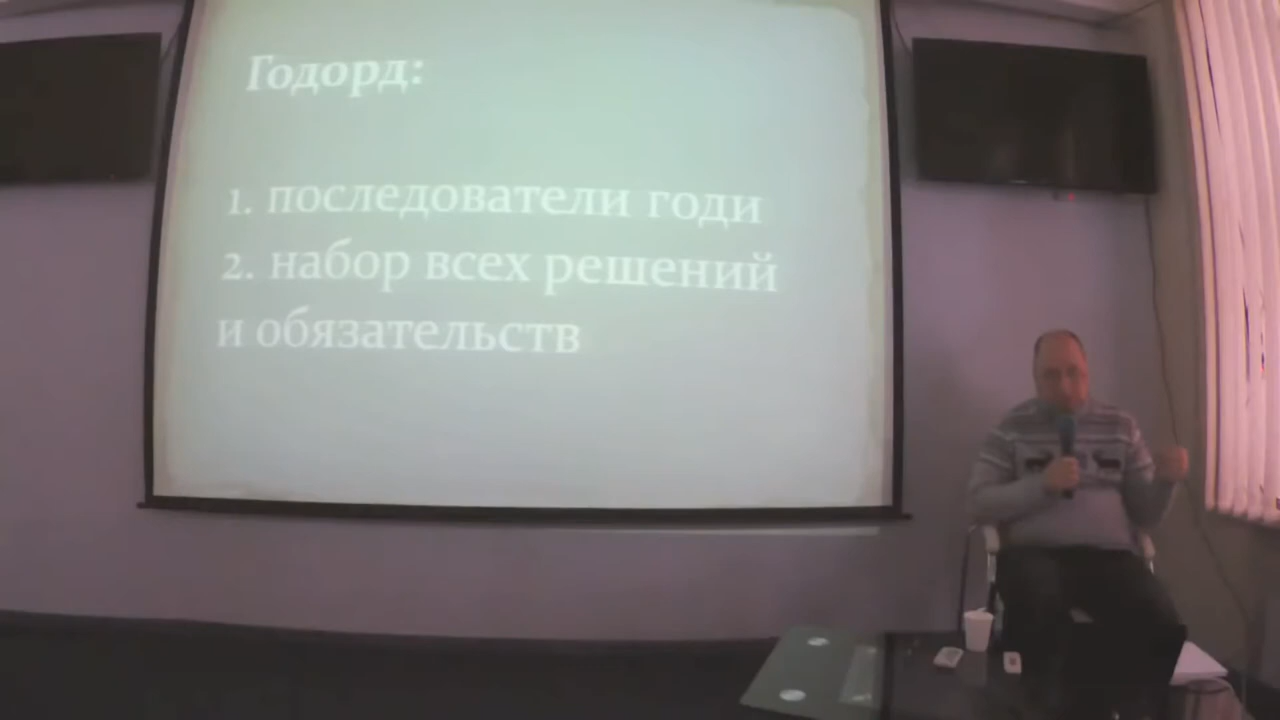 Годорд:
1. последователи годи
2. набор всех решений
и обязательств